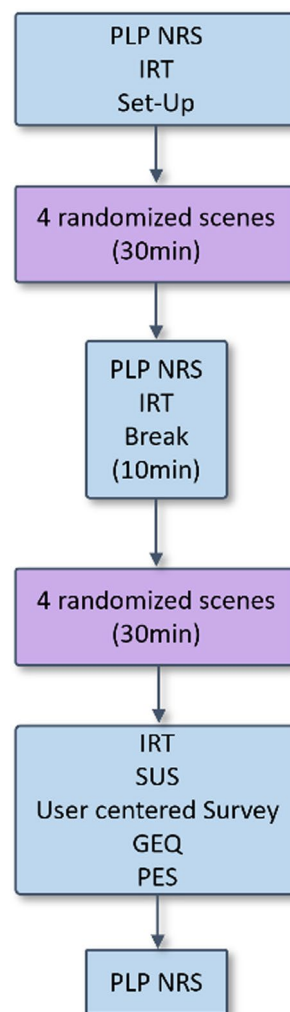 PLP NRS
IRT
Set-Up
4 randomized scenes
(30min)
PLP NRS
IRT
Break
(10min)
4 randomized scenes
(30min)
IRT
SUS
User centered Survey
GEQ
PES
PLP NRS